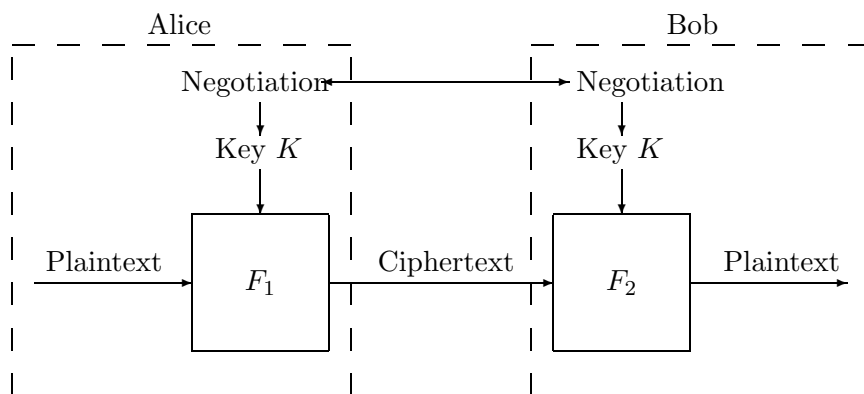 Alice Bob
Negotiation Negotiation
Key K Key K
Plaintext Ciphertext Plaintext
F₁ F₂